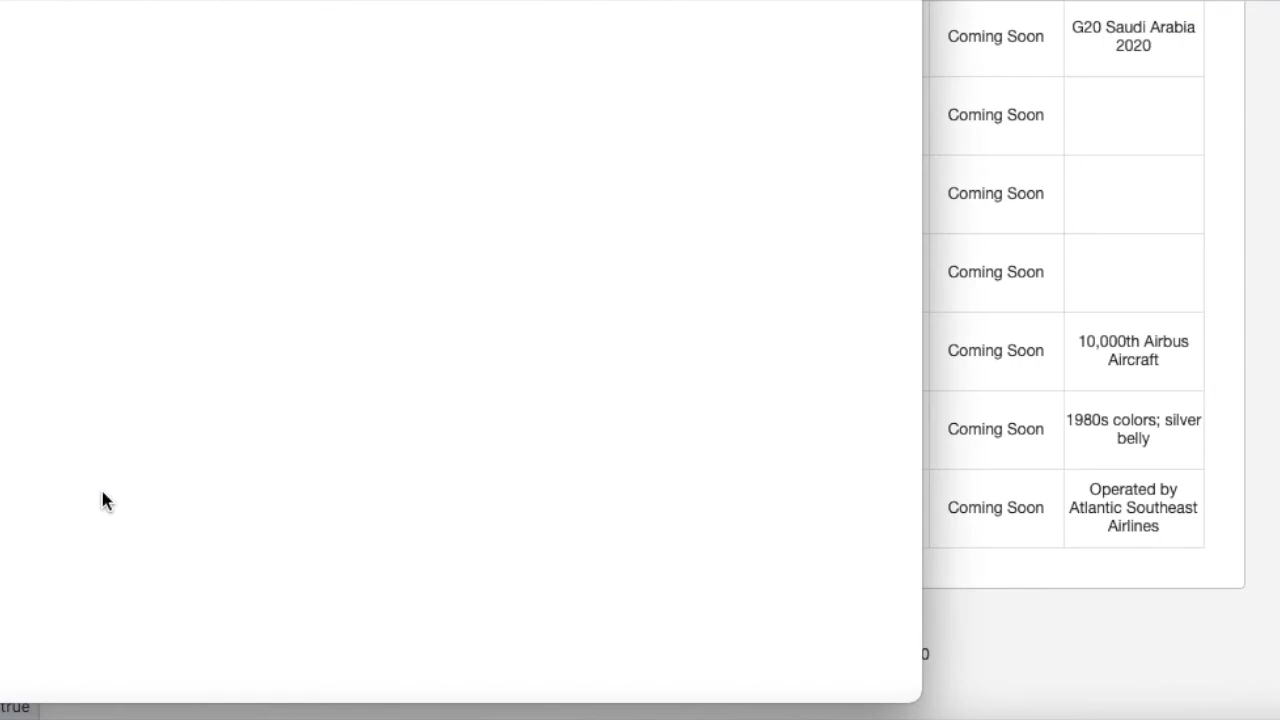 Coming Soon
G20 Saudi Arabia
2020
Coming Soon
Coming Soon
Coming Soon
Coming Soon
10,000th Airbus
Aircraft
Coming Soon
1980s colors; silver
belly
Coming Soon
Operated by
Atlantic Southeast
Airlines
0
true